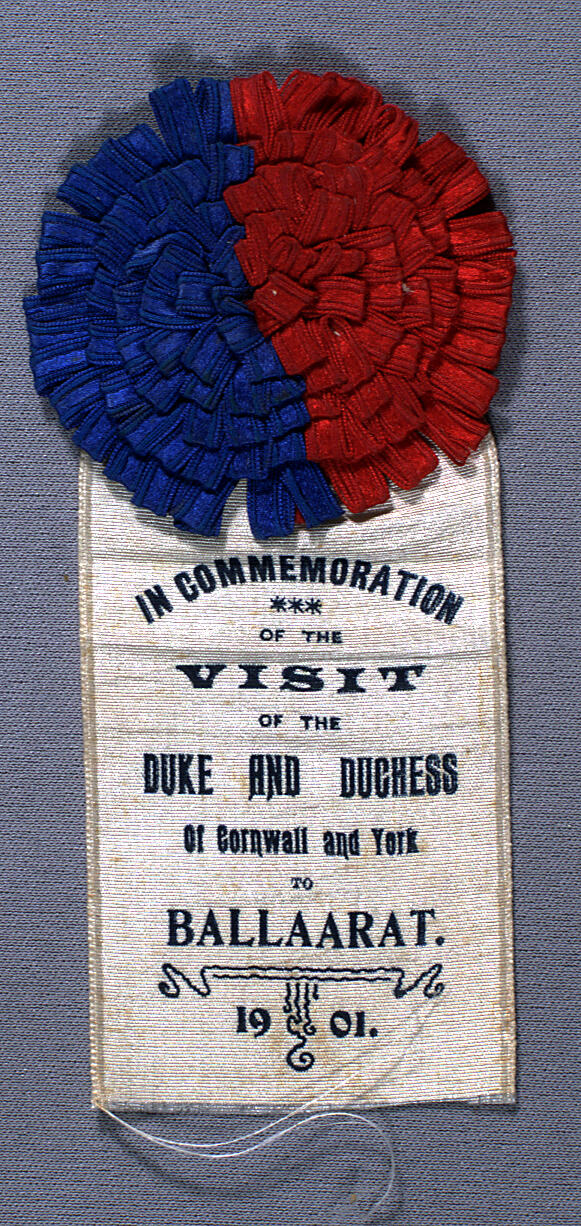 IN COMMEMORATION
***
OF THE
VISIT
OF THE
DUKE AND DUCHESS
Of Cornwall and York
TO
BALLAARAT.
19 01.